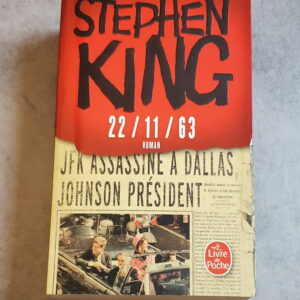 STEPHEN
KING
22/11/63
ROMAN
JFK ASSASSINÉ À DALLAS,
JOHNSON PRÉSIDENT
Le
Livre
de Poche